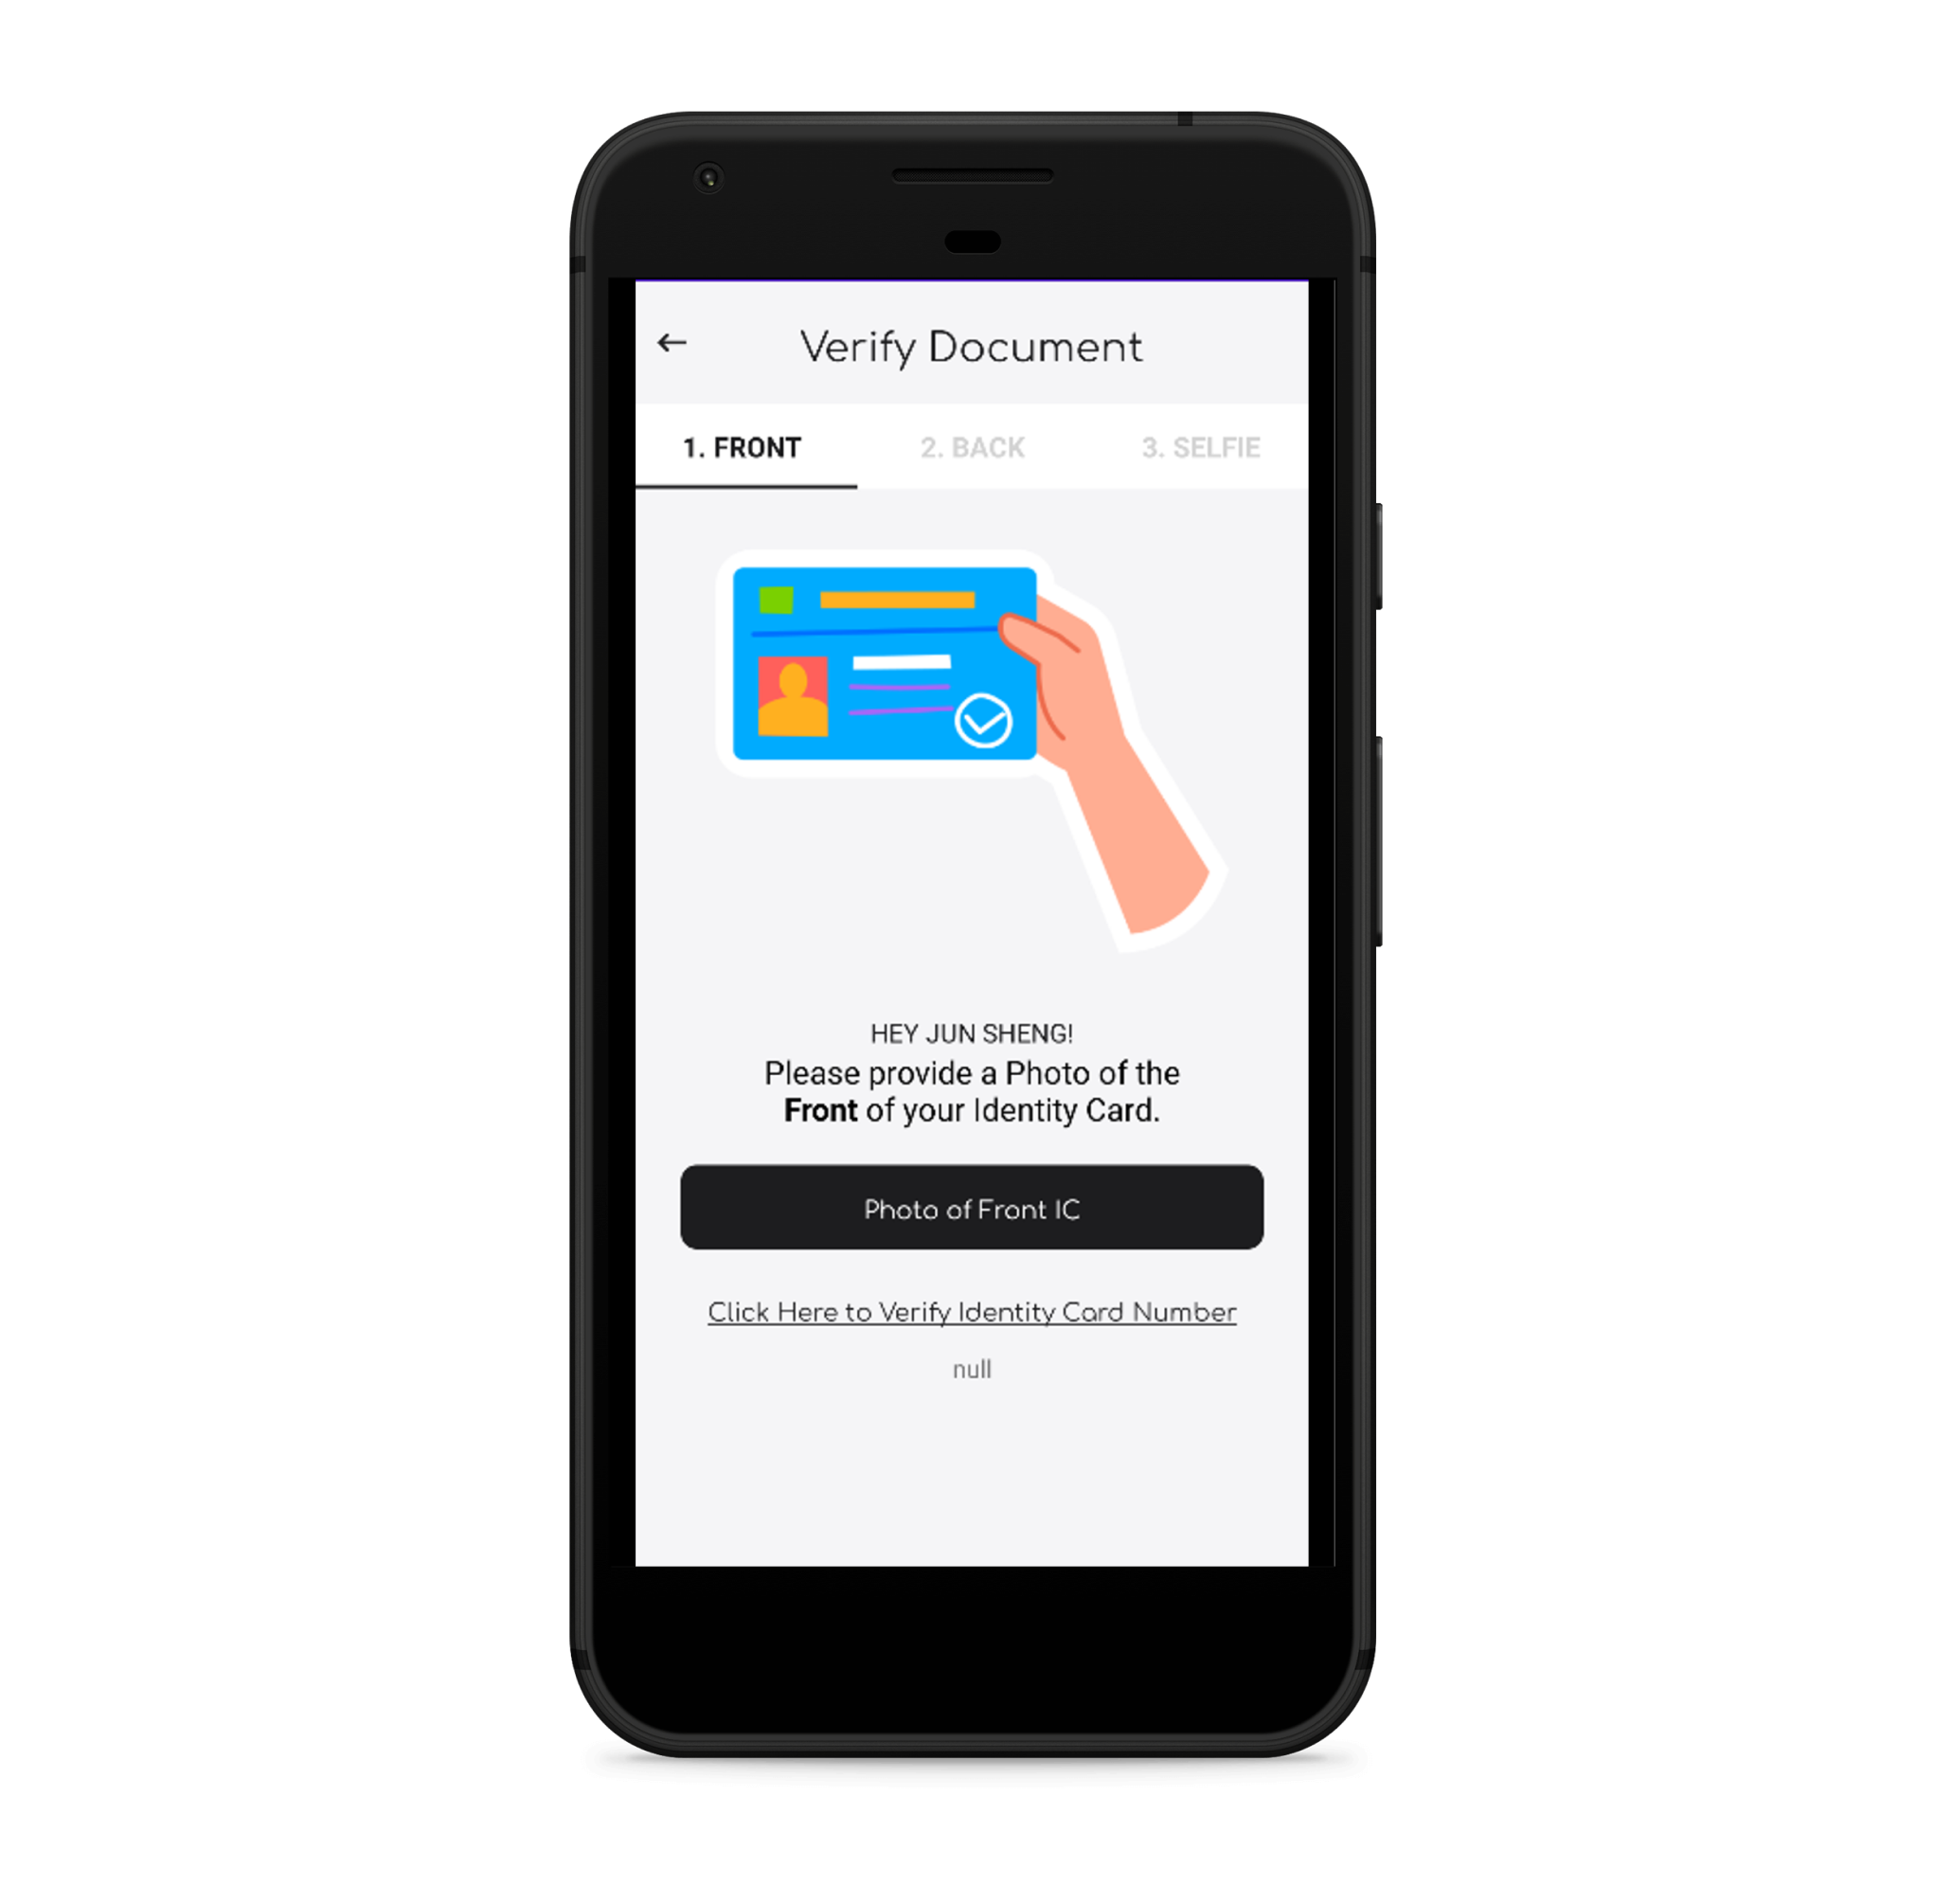 Verify Document
1. FRONT 2. BACK 3. SELFIE
HEY JUN SHENG!
Please provide a Photo of the
Front of your Identity Card.
Photo of Front IC
Click Here to Verify Identity Card Number
null